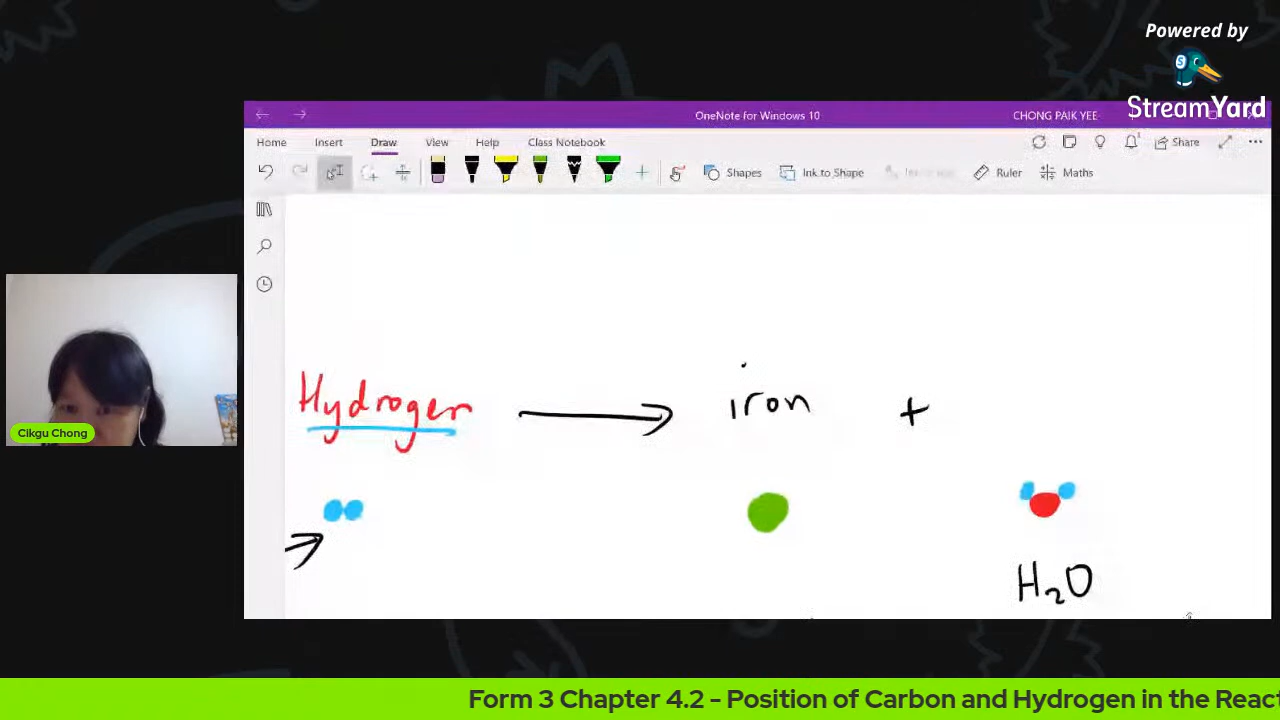 Powered by
StreamYard
OneNote for Windows 10
CHONG PAIK YEE
Home Insert Draw View Help Class Notebook
Share
Shapes Ink to Shape Ruler Maths
Hydrogen → iron +
H₂O
Cikgu Chong
Form 3 Chapter 4.2 - Position of Carbon and Hydrogen in the React